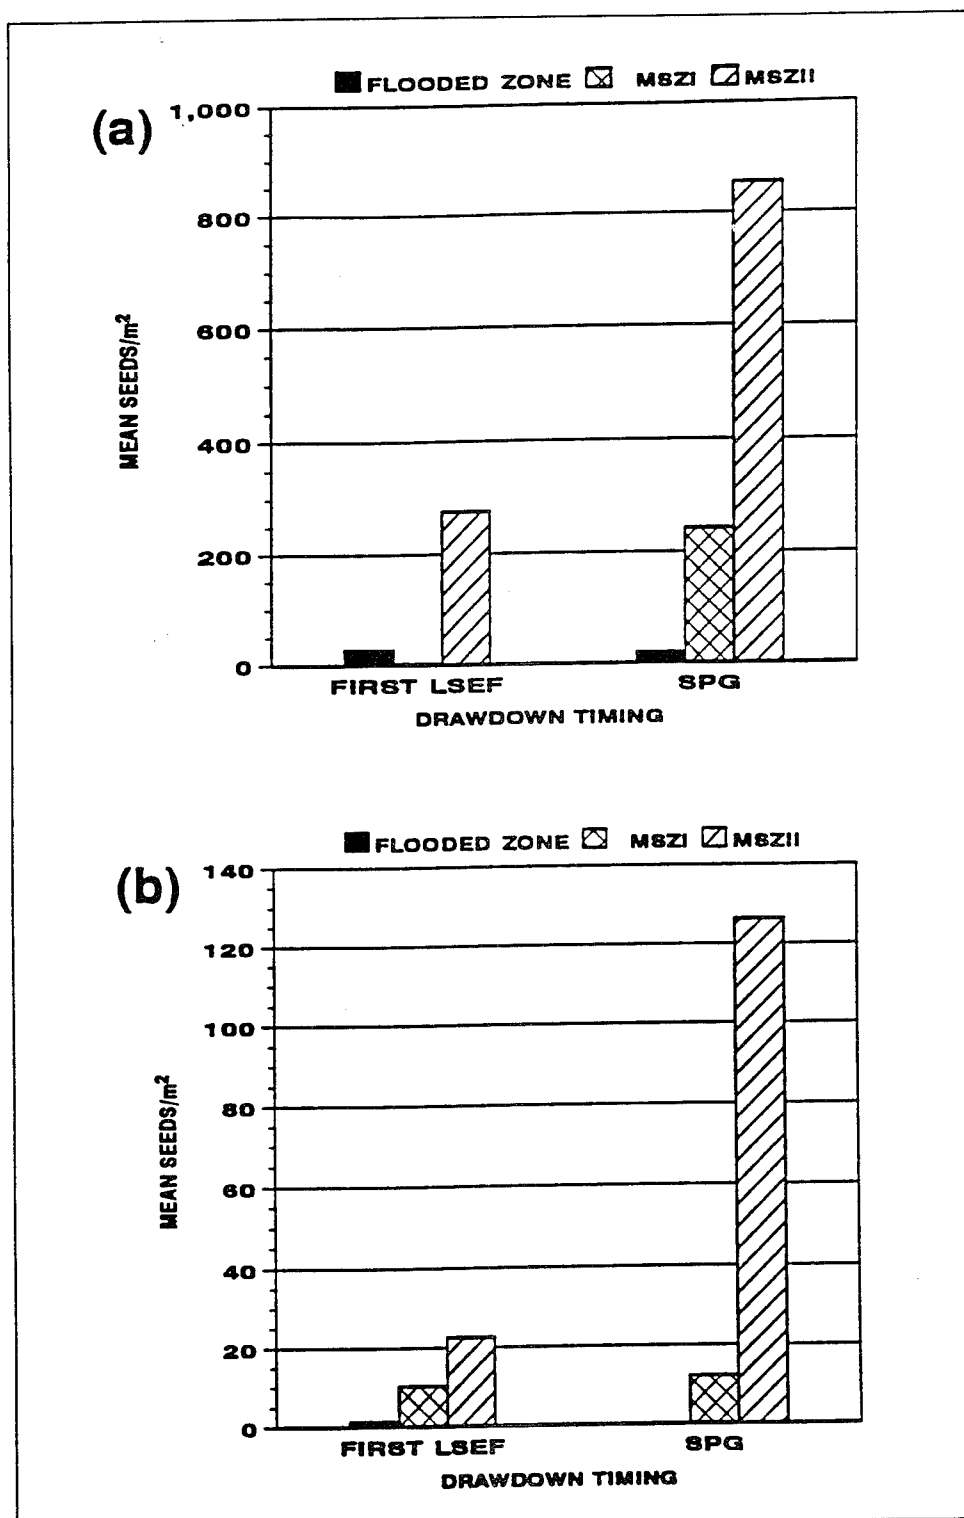 FLOODED ZONE MSZI MSZII
(a)
1,000
800
600
400
200
0
MEAN SEEDS/m²
FIRST LSEF SPG
DRAWDOWN TIMING
FLOODED ZONE MSZI MSZII
(b)
140
120
100
80
60
40
20
0
MEAN SEEDS/m²
FIRST LSEF SPG
DRAWDOWN TIMING